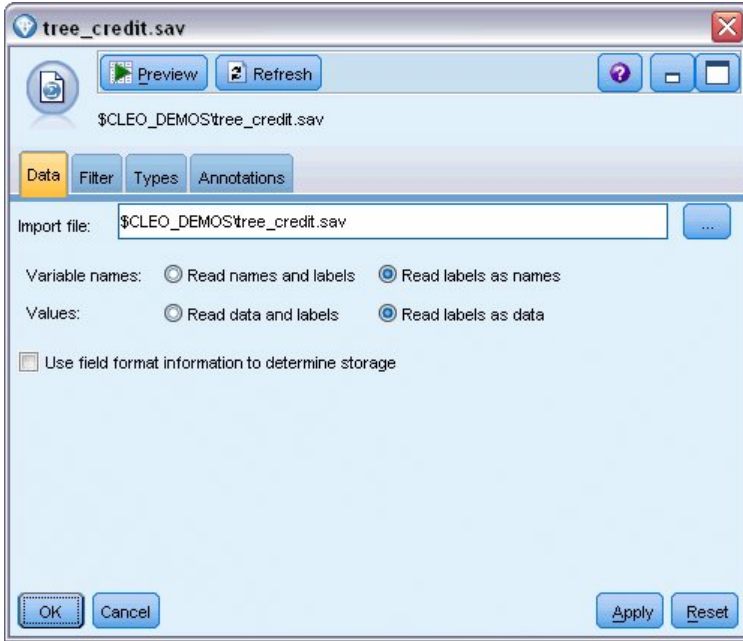 tree_credit.sav
Preview Refresh
$CLEO_DEMOS\tree_credit.sav
Data Filter Types Annotations
Import file: $CLEO_DEMOS\tree_credit.sav ...
Variable names: Read names and labels Read labels as names
Values: Read data and labels Read labels as data
Use field format information to determine storage
OK Cancel Apply Reset